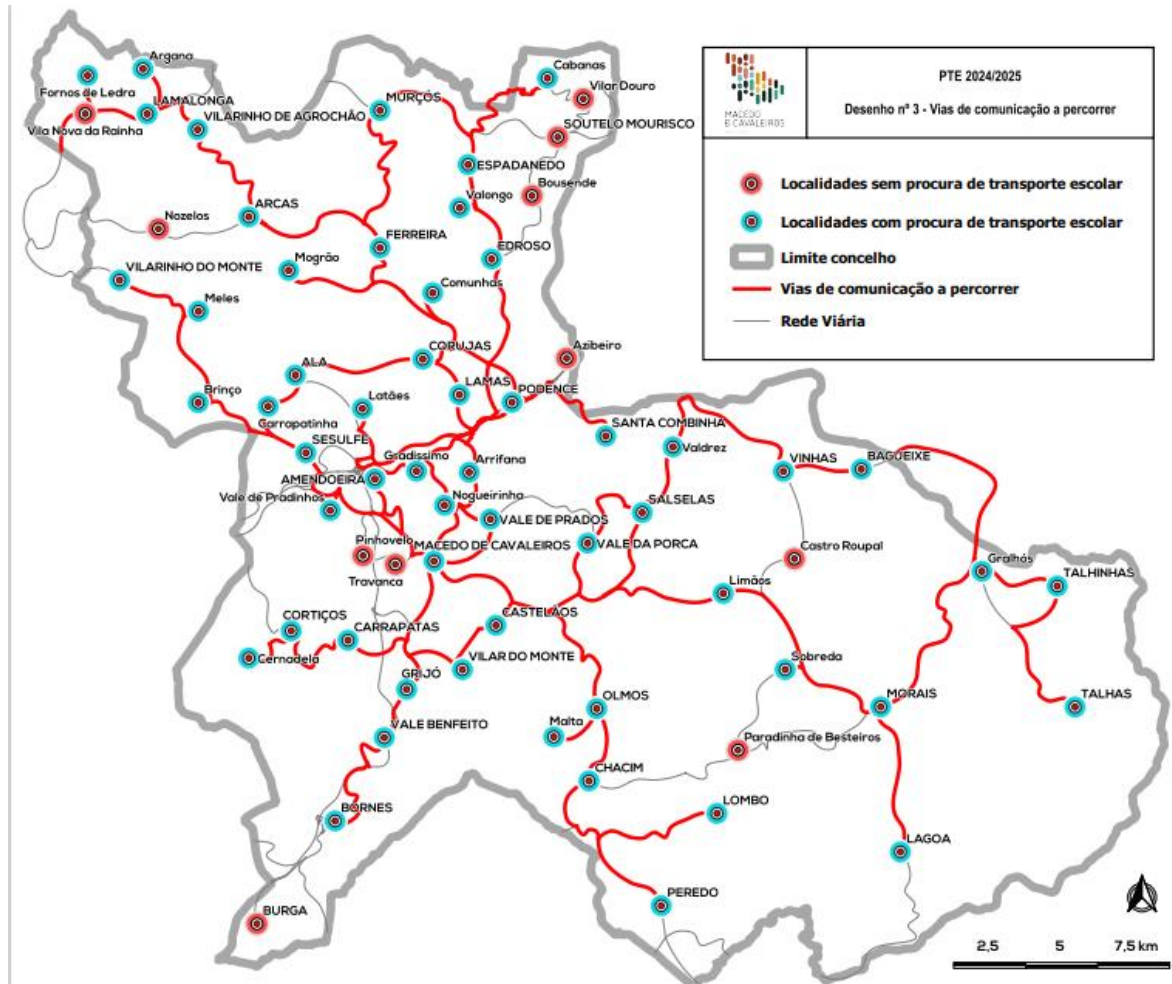 Argana
Fornos de Ledra
LAMALONGA
Vila Nova da Rainha
VILARINHO DE AGROCHÃO
MURÇÓS
Cabanas
Vilar Douro
SOUTELO MOURISCO
ESPADANEDO
Bousende
Valongo
ARCAS
Nozelos
FERREIRA
EDROSO
VILARINHO DO MONTE
Mogrão
Comunhas
Meles
CORUJAS
Azibeiro
ALA
LAMAS
PODENCE
Brinço
Latães
Carrapatinha
SANTA COMBINHA
Valdrez
SESULFE
Gradíssimo
Arrifana
VINHAS
BAGUEIXE
AMENDOEIRA
Vale de Pradinhos
Nogueirinha
SALSELAS
VALE DE PRADOS
Pinhovelo
MACEDO DE CAVALEIROS
VALE DA PORCA
Castro Roupal
Travanca
Gralhós
Limãos
TALHINHAS
CORTIÇOS
CASTELÃOS
CARRAPATAS
Cernadela
VILAR DO MONTE
Sobreda
GRIJÓ
OLMOS
MORAIS
TALHAS
VALE BENFEITO
Malta
Paradinha de Besteiros
CHACIM
BORNES
LOMBO
LAGOA
PEREDO
BURGA
MACEDO
E CAVALEIROS
PTE 2024/2025
Desenho nº 3 - Vias de comunicação a percorrer
Localidades sem procura de transporte escolar
Localidades com procura de transporte escolar
Limite concelho
Vias de comunicação a percorrer
Rede Viária
2,5 5 7,5 km